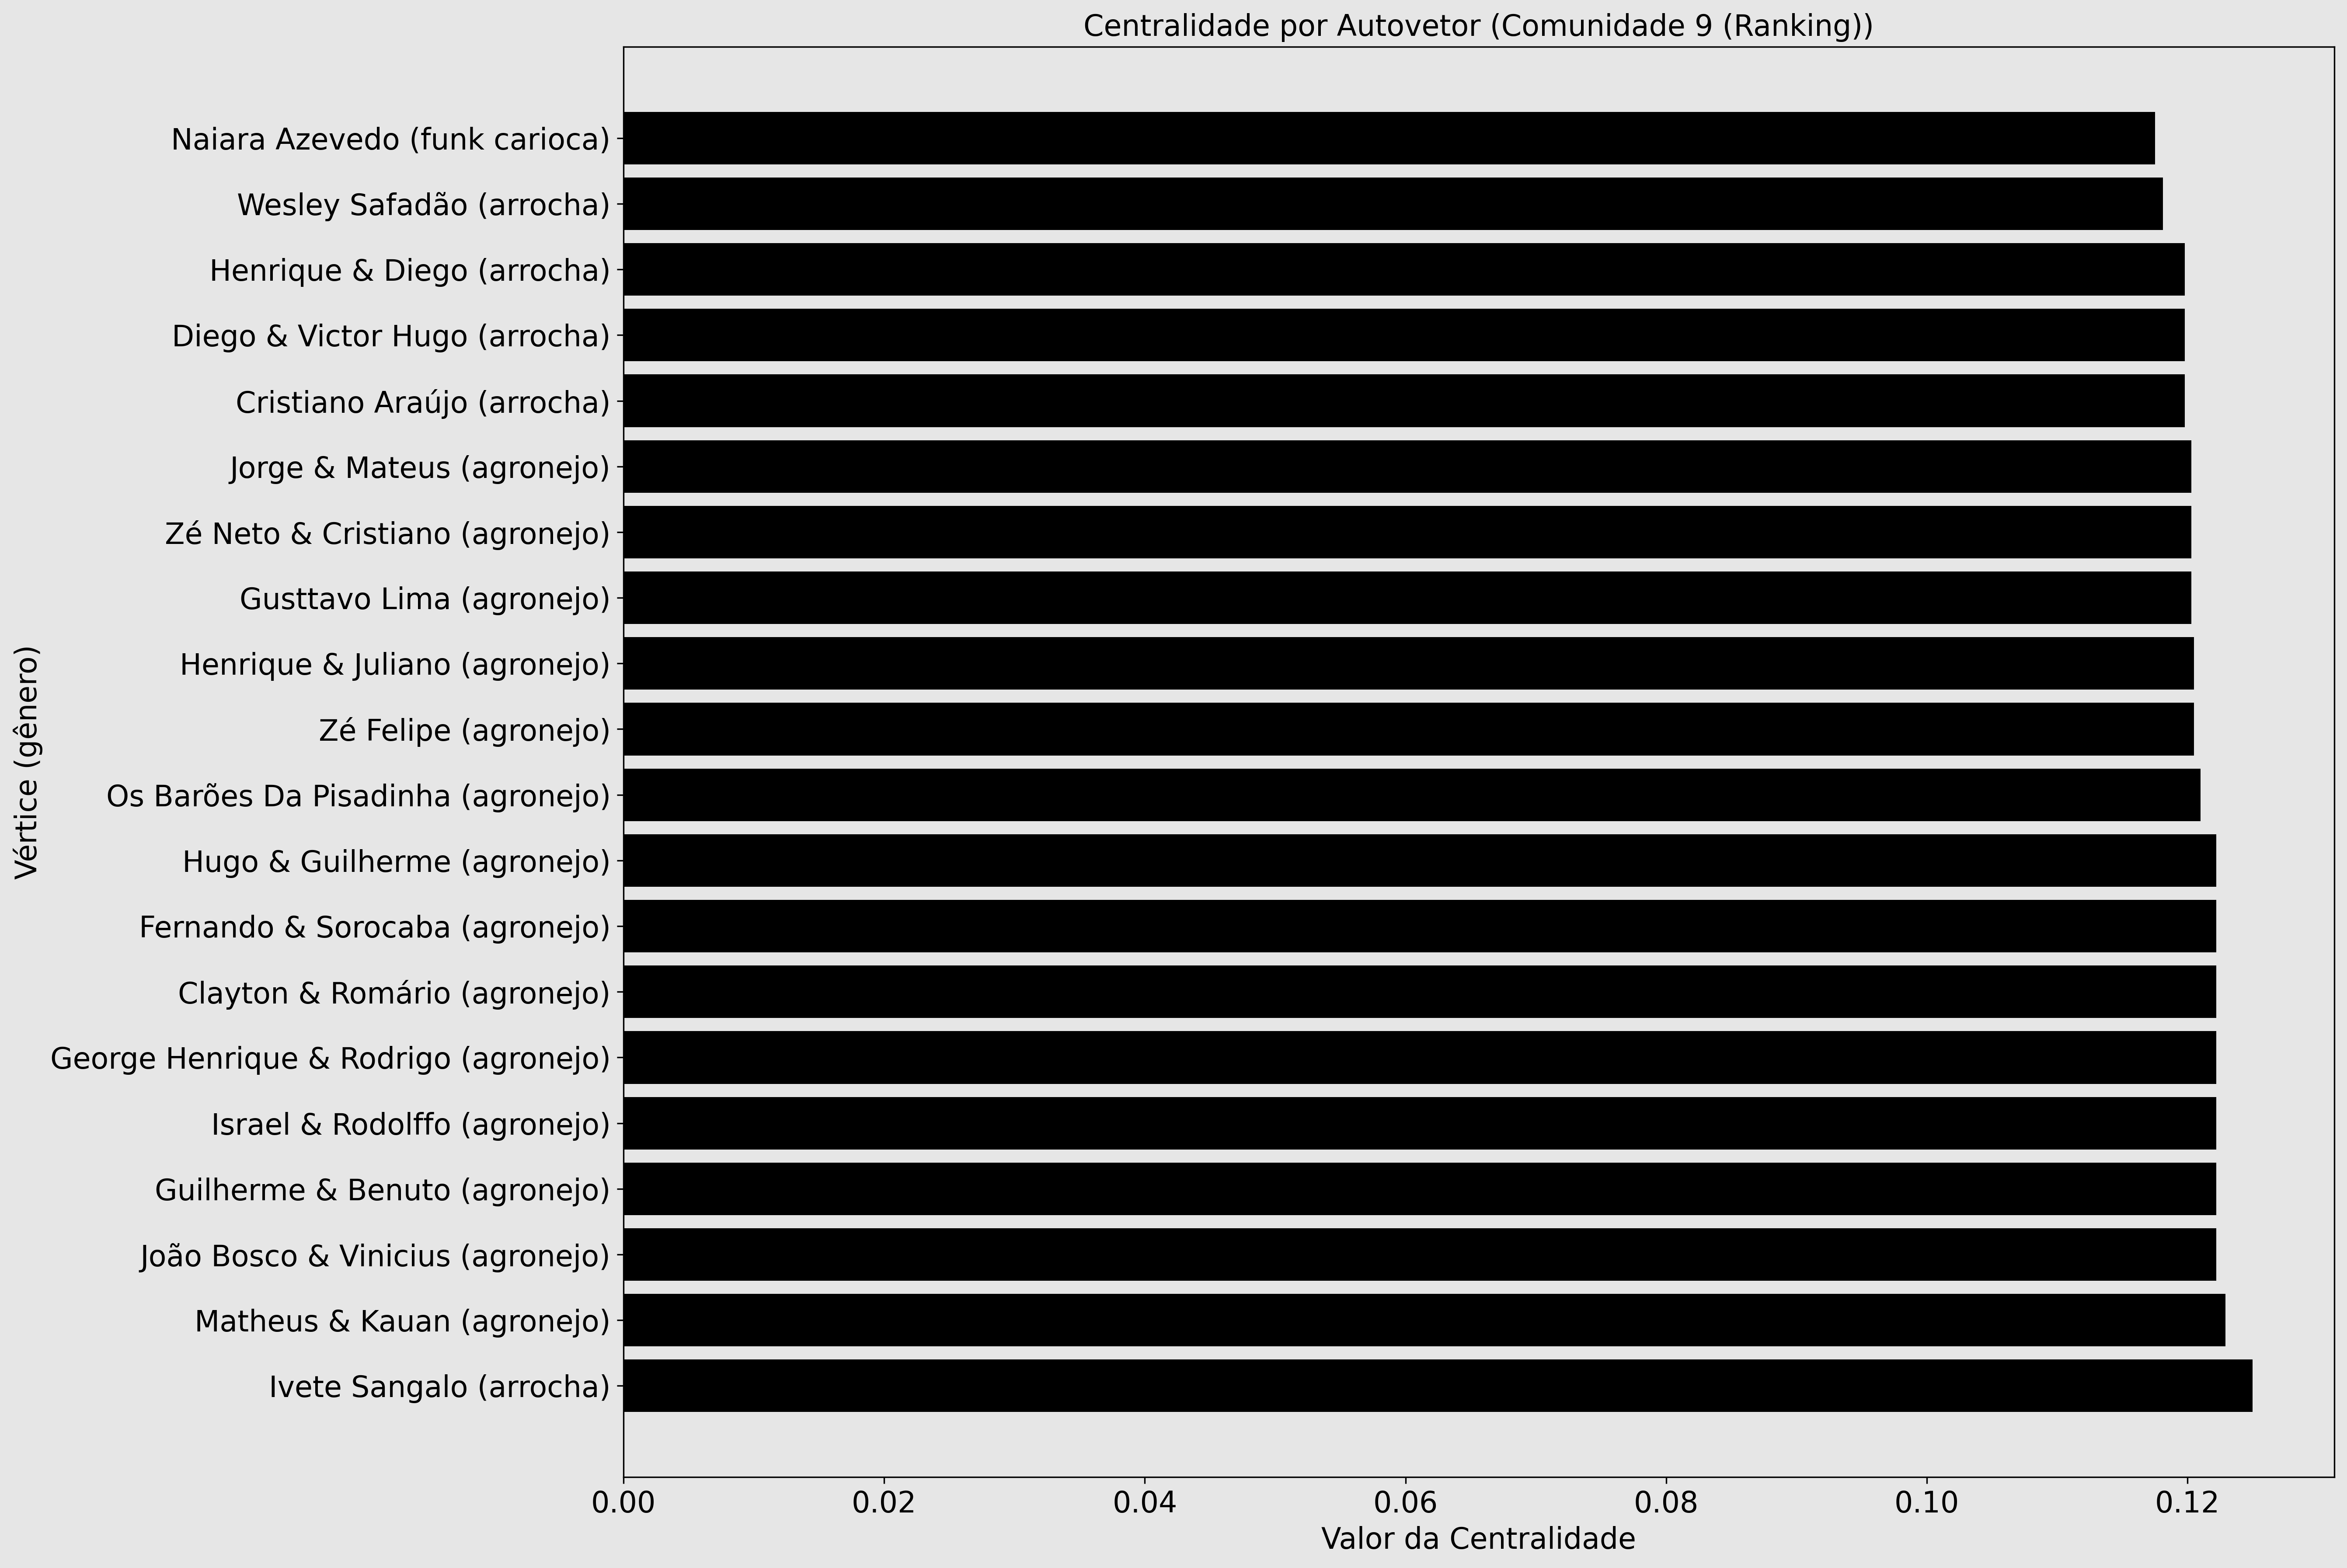 Centralidade por Autovetor (Comunidade 9 (Ranking))
Vértice (gênero)
Naiara Azevedo (funk carioca)
Wesley Safadão (arrocha)
Henrique & Diego (arrocha)
Diego & Victor Hugo (arrocha)
Cristiano Araújo (arrocha)
Jorge & Mateus (agronejo)
Zé Neto & Cristiano (agronejo)
Gusttavo Lima (agronejo)
Henrique & Juliano (agronejo)
Zé Felipe (agronejo)
Os Barões Da Pisadinha (agronejo)
Hugo & Guilherme (agronejo)
Fernando & Sorocaba (agronejo)
Clayton & Romário (agronejo)
George Henrique & Rodrigo (agronejo)
Israel & Rodolffo (agronejo)
Guilherme & Benuto (agronejo)
João Bosco & Vinicius (agronejo)
Matheus & Kauan (agronejo)
Ivete Sangalo (arrocha)
0.00 0.02 0.04 0.06 0.08 0.10 0.12
Valor da Centralidade